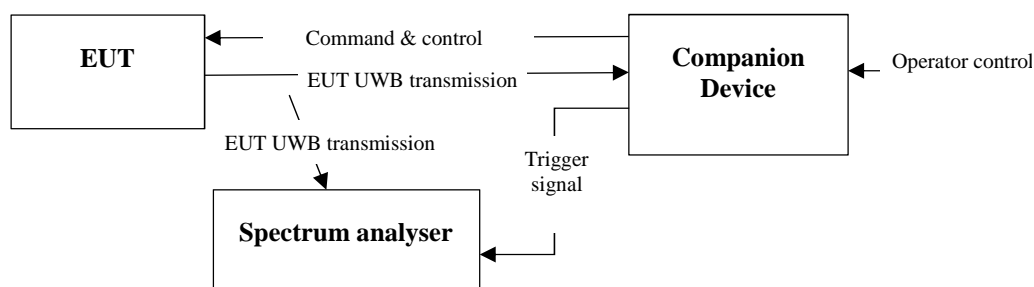 EUT
Command & control
EUT UWB transmission
Companion
Device
Operator control
EUT UWB transmission
Trigger
signal
Spectrum analyser